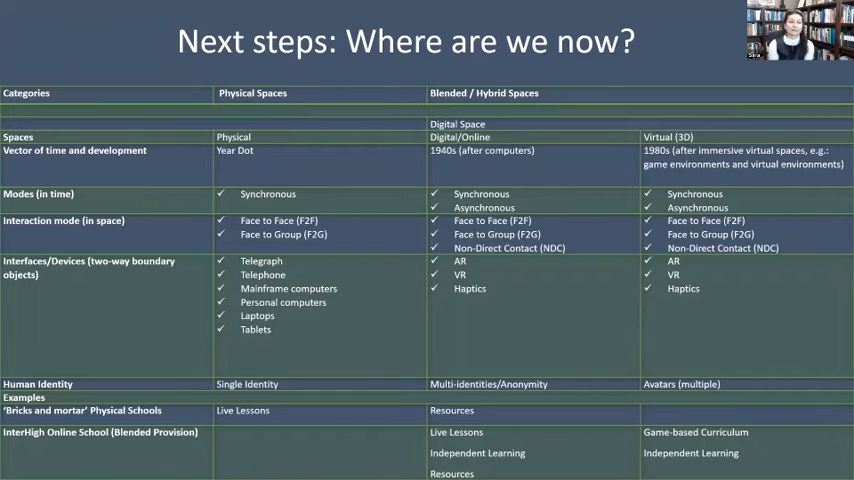 Next steps: Where are we now?
Categories
Physical Spaces
Blended / Hybrid Spaces
Digital Space
Spaces
Physical
Digital/Online
Virtual (3D)
Vector of time and development
Year Dot
1940s (after computers)
1980s (after immersive virtual spaces, e.g.:
game environments and virtual environments)
Modes (in time)
✓ Synchronous
✓ Synchronous
✓ Asynchronous
✓ Synchronous
✓ Asynchronous
Interaction mode (in space)
✓ Face to Face (F2F)
✓ Face to Group (F2G)
✓ Face to Face (F2F)
✓ Face to Group (F2G)
✓ Non-Direct Contact (NDC)
✓ Face to Face (F2F)
✓ Face to Group (F2G)
✓ Non-Direct Contact (NDC)
Interfaces/Devices (two-way boundary
objects)
✓ Telegraph
✓ Telephone
✓ Mainframe computers
✓ Personal computers
✓ Laptops
✓ Tablets
✓ AR
✓ VR
✓ Haptics
✓ AR
✓ VR
✓ Haptics
Human Identity
Single Identity
Multi-identities/Anonymity
Avatars (multiple)
Examples
‘Bricks and mortar’ Physical Schools
Live Lessons
Resources
InterHigh Online School (Blended Provision)
Live Lessons
Independent Learning
Resources
Game-based Curriculum
Independent Learning